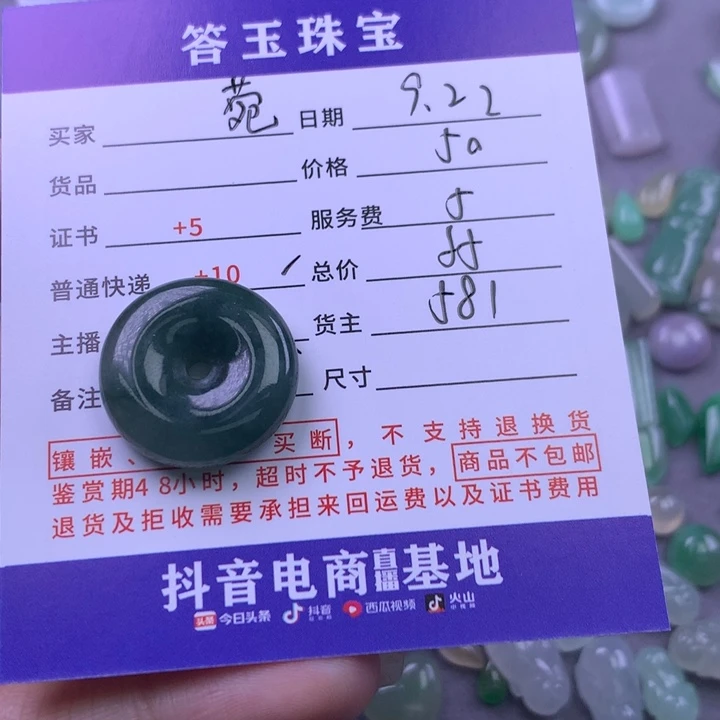 答玉珠宝
买家 苑 日期 9.22
货品 价格 50
证书 +5 服务费 5
普通快递 +10 总价 55
主播 货主 581
备注 尺寸
镶嵌、 买断，不支持退换货
鉴赏期48小时，超时不予退货，商品不包邮
退货及拒收需要承担来回运费以及证书费用
抖音电商直播基地
头条 今日头条 抖音 西瓜视频 火山